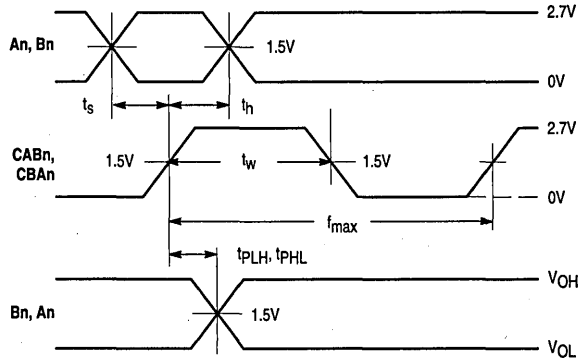 2.7V
An, Bn
1.5V
0V
ts
th
2.7V
CABn,
CBAn
1.5V
tw
1.5V
0V
fmax
tPLH, tPHL
VOH
Bn, An
1.5V
VOL